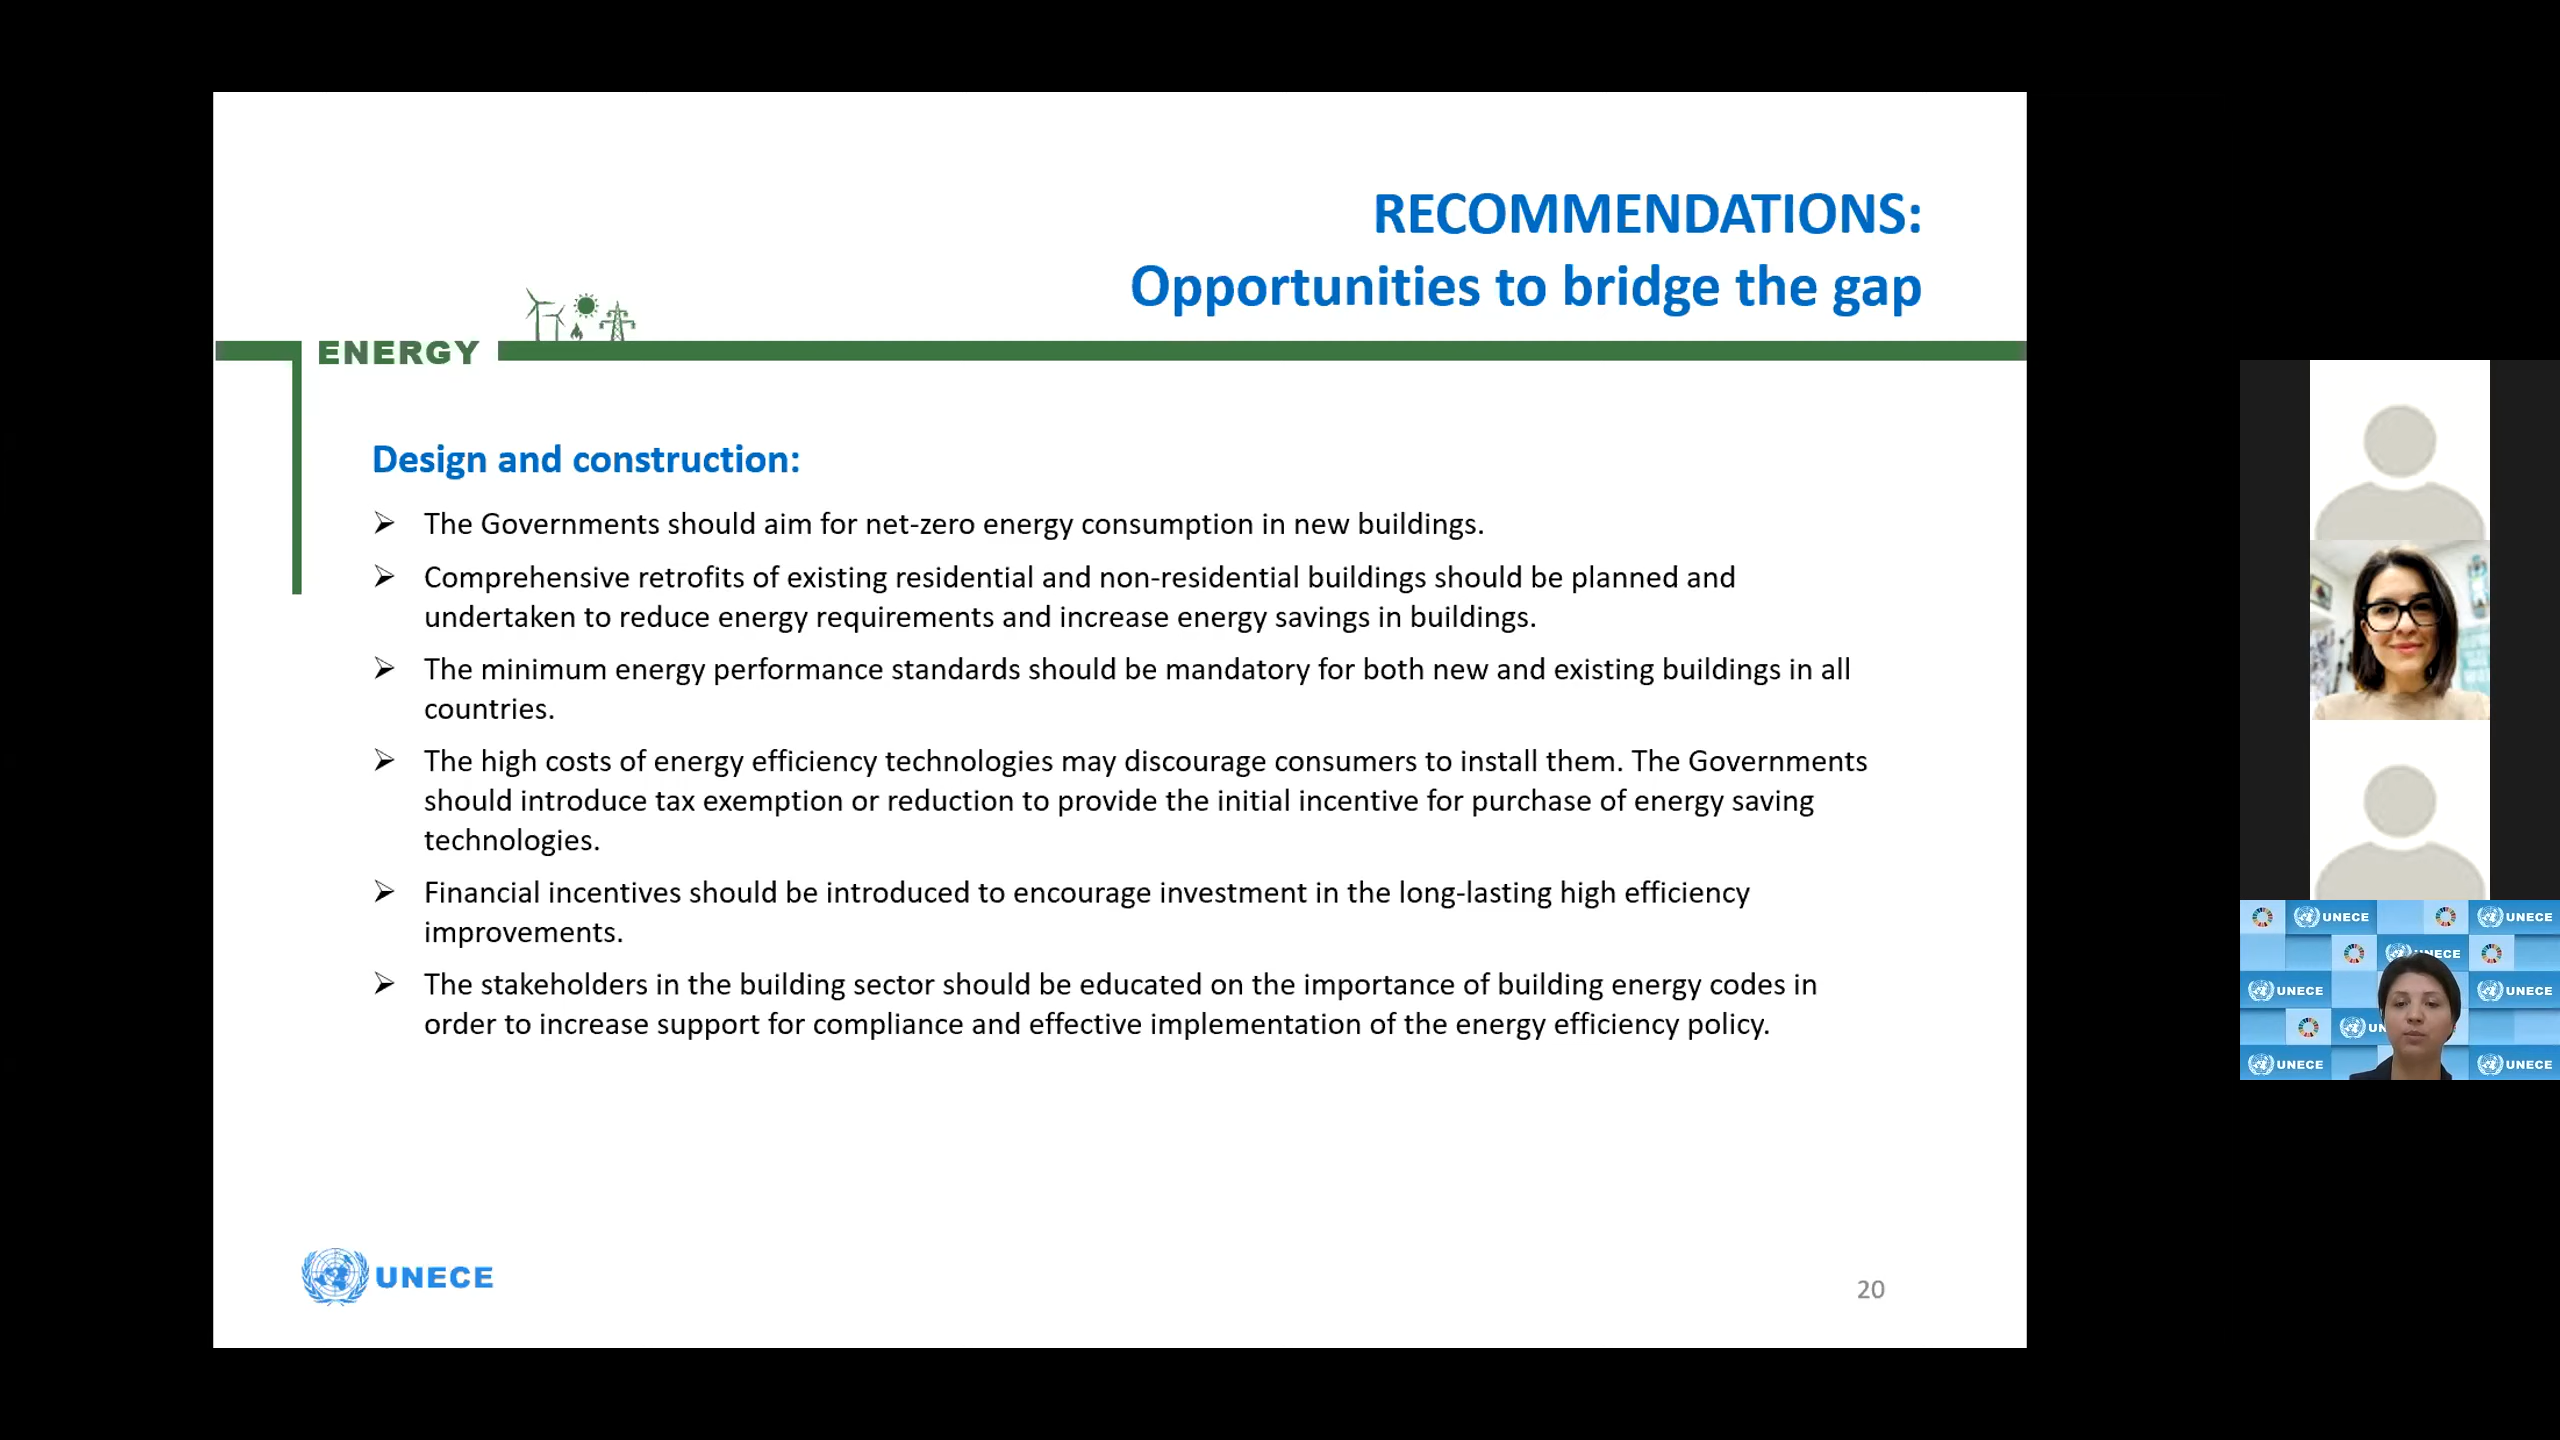 RECOMMENDATIONS:
Opportunities to bridge the gap
ENERGY
Design and construction:
➢ The Governments should aim for net-zero energy consumption in new buildings.
➢ Comprehensive retrofits of existing residential and non-residential buildings should be planned and
undertaken to reduce energy requirements and increase energy savings in buildings.
➢ The minimum energy performance standards should be mandatory for both new and existing buildings in all
countries.
➢ The high costs of energy efficiency technologies may discourage consumers to install them. The Governments
should introduce tax exemption or reduction to provide the initial incentive for purchase of energy saving
technologies.
➢ Financial incentives should be introduced to encourage investment in the long-lasting high efficiency
improvements.
➢ The stakeholders in the building sector should be educated on the importance of building energy codes in
order to increase support for compliance and effective implementation of the energy efficiency policy.
UNECE
20
UNECE UNECE
UNECE
UNECE UNECE
UN
UNECE UNECE